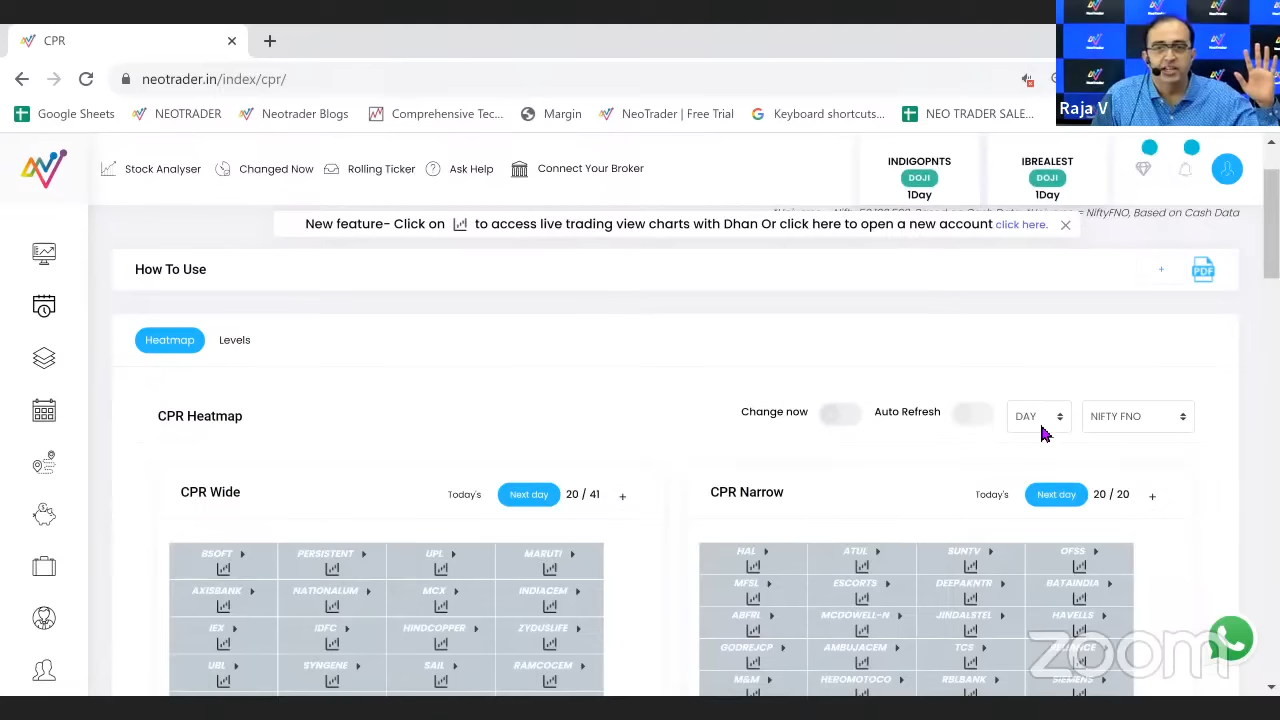 CPR
neotrader.in/index/cpr/
Raja V
Google Sheets NEOTRADER Neotrader Blogs Comprehensive Tec... Margin NeoTrader | Free Trial Keyboard shortcuts... NEO TRADER SALE...
Stock Analyser Changed Now Rolling Ticker Ask Help Connect Your Broker
INDIGOPNTS IBREALEST
DOJI DOJI
1Day 1Day
NiftyFNO, Based on Cash Data
New feature- Click on to access live trading view charts with Dhan Or click here to open a new account click here.
How To Use
PDF
Heatmap Levels
CPR Heatmap Change now Auto Refresh DAY NIFTY FNO
CPR Wide Today's Next day 20 / 41 +
CPR Narrow Today's Next day 20 / 20 +
BSOFT PERSISTENT UPL MARUTI
AXISBANK NATIONALUM MCX INDIACEM
IEX IDFC HINDCOPPER ZYDUSLIFE
UBL SYNGENE SAIL RAMCOCEM
HAL ATUL SUNTV OFSS
MFSL ESCORTS DEEPAKNTR BATAINDIA
ABFRL MCDOWELL-N JINDALSTEL HAVELLS
GODREJCP AMBUJACEM TCS RELIANCE
M&M HEROMOTOCO RBLBANK SIEMENS
zoom